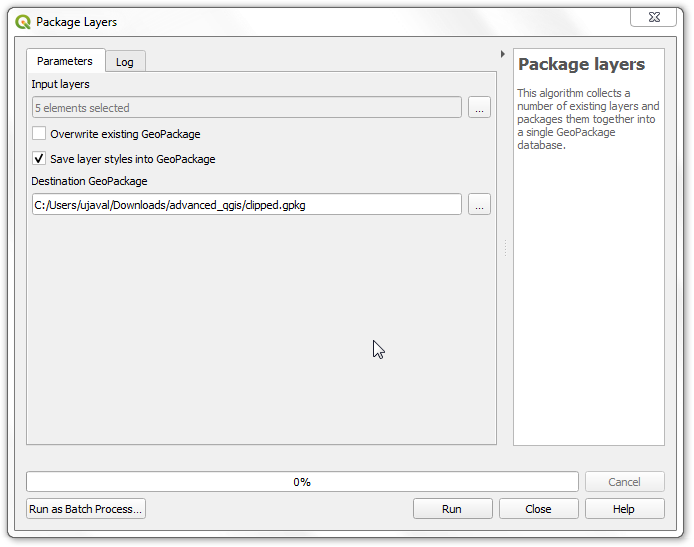 Package Layers
Parameters
Log
Input layers
5 elements selected
...
Overwrite existing GeoPackage
Save layer styles into GeoPackage
Destination GeoPackage
C:/Users/ujaval/Downloads/advanced_qgis/clipped.gpkg
...
Package layers
This algorithm collects a
number of existing layers and
packages them together into
a single GeoPackage
database.
0%
Cancel
Run as Batch Process...
Run
Close
Help